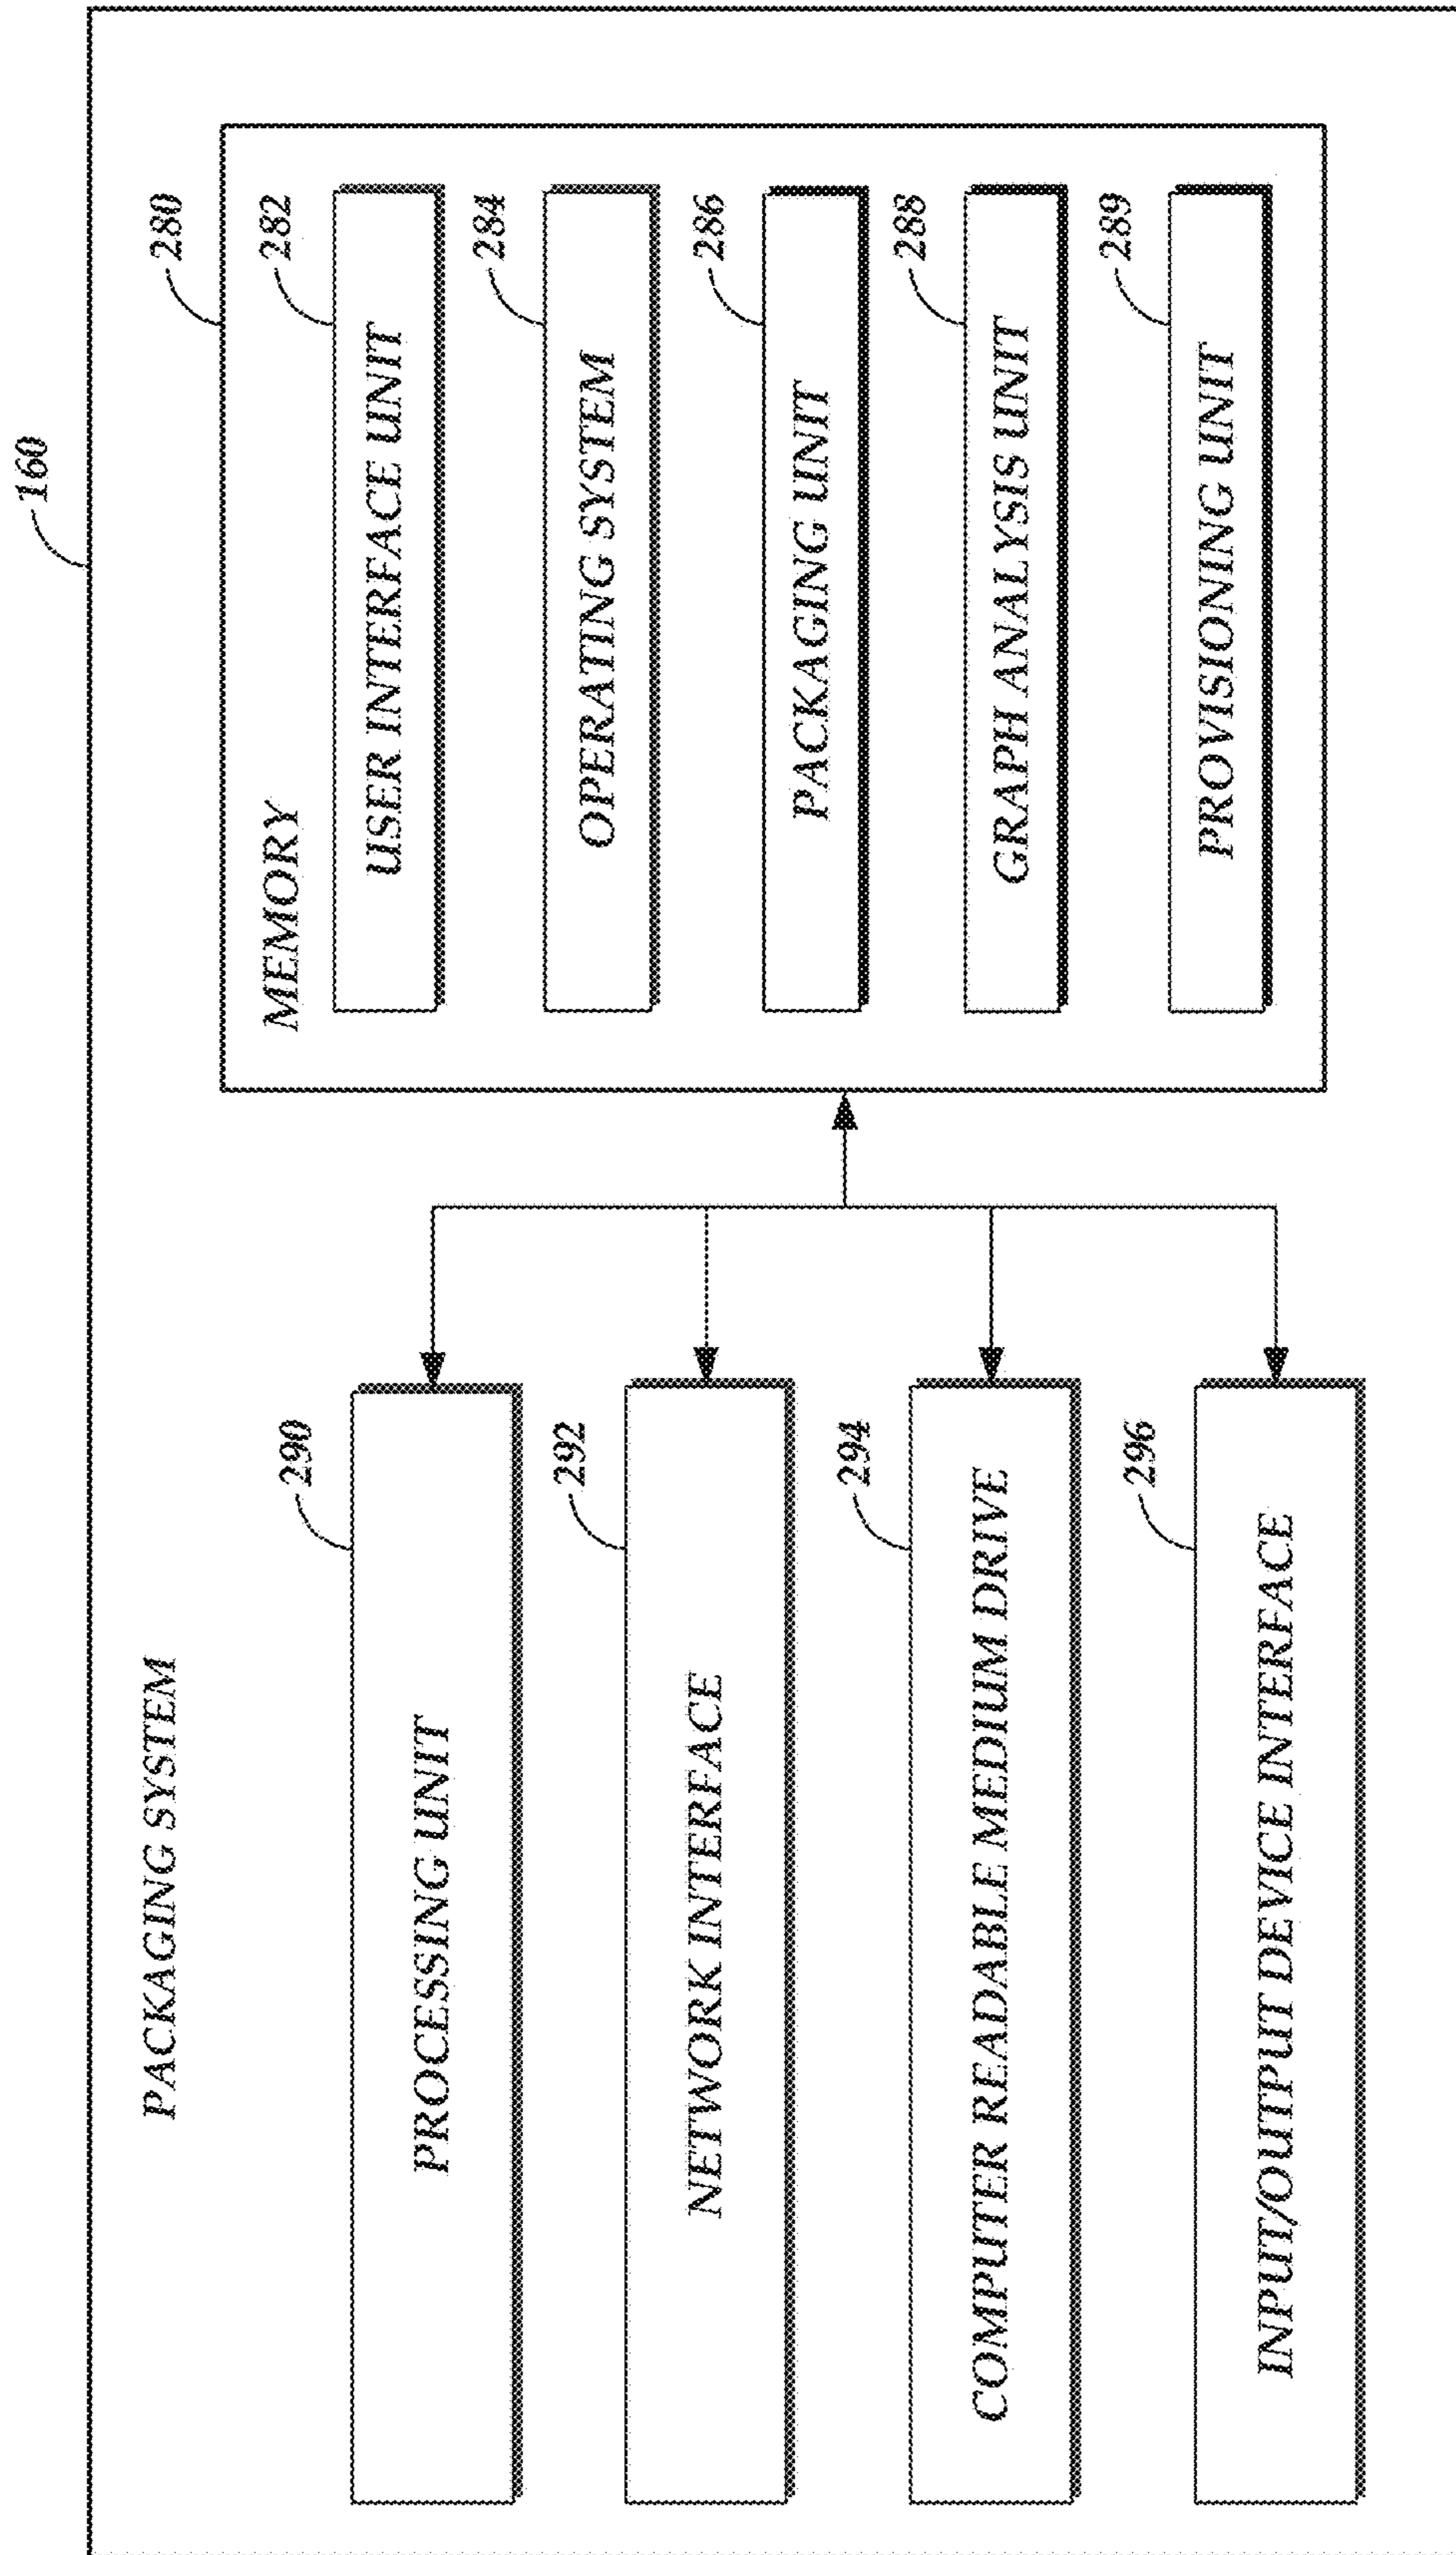 160
PACKAGING SYSTEM
280
MEMORY
282
USER INTERFACE UNIT
284
OPERATING SYSTEM
286
PACKAGING UNIT
288
GRAPH ANALYSIS UNIT
289
PROVISIONING UNIT
290
PROCESSING UNIT
292
NETWORK INTERFACE
294
COMPUTER READABLE MEDIUM DRIVE
296
INPUT/OUTPUT DEVICE INTERFACE